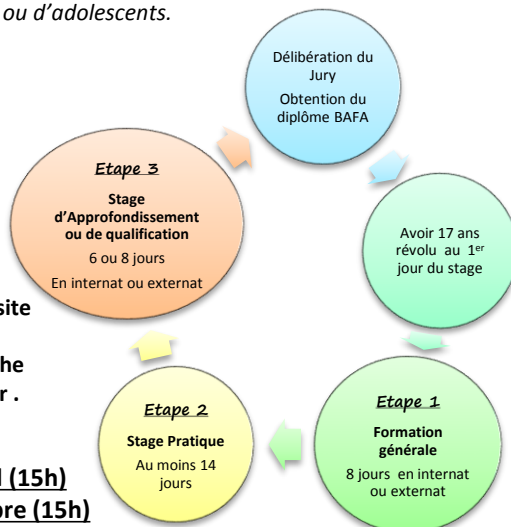 ou d'adolescents.
Délibération du
Jury
Obtention du
diplôme BAFA
Avoir 17 ans
révolu au 1er
jour du stage
Etape 1
Formation
générale
8 jours en internat
ou externat
Etape 2
Stage Pratique
Au moins 14
jours
Etape 3
Stage
d'Approfondissement
ou de qualification
6 ou 8 jours
En internat ou externat
site
he
r .
(15h)
bre (15h)